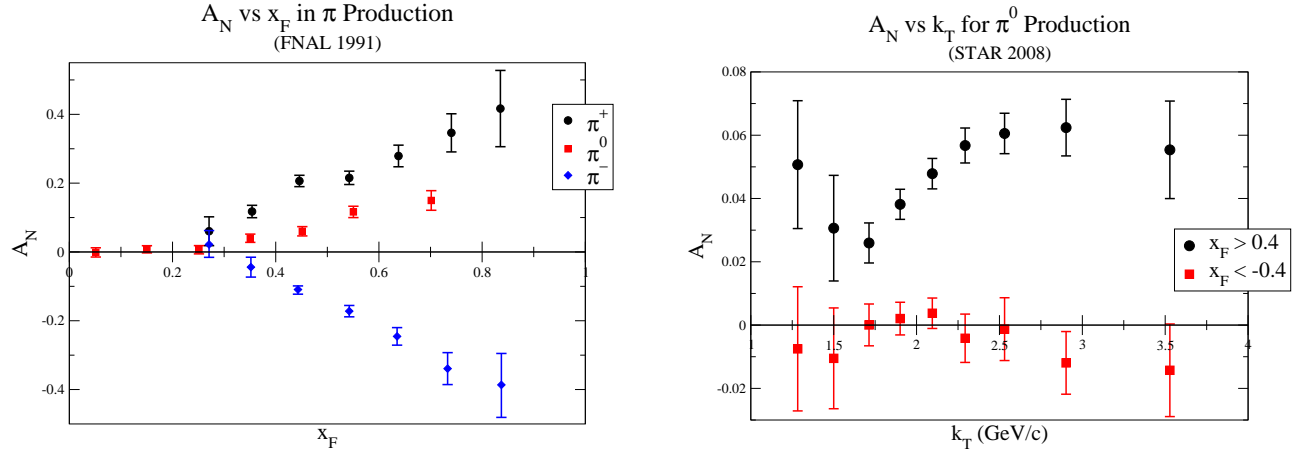 A_N vs x_F in π Production
(FNAL 1991)
0.4
0.2
0
-0.2
-0.4
0
0.2
0.4
0.6
0.8
1
A_N
x_F
π^+
π^0
π^-
A_N vs k_T for π^0 Production
(STAR 2008)
0.08
0.06
0.04
0.02
0
-0.02
1
1.5
2
2.5
3
3.5
4
A_N
k_T (GeV/c)
x_F > 0.4
x_F < -0.4